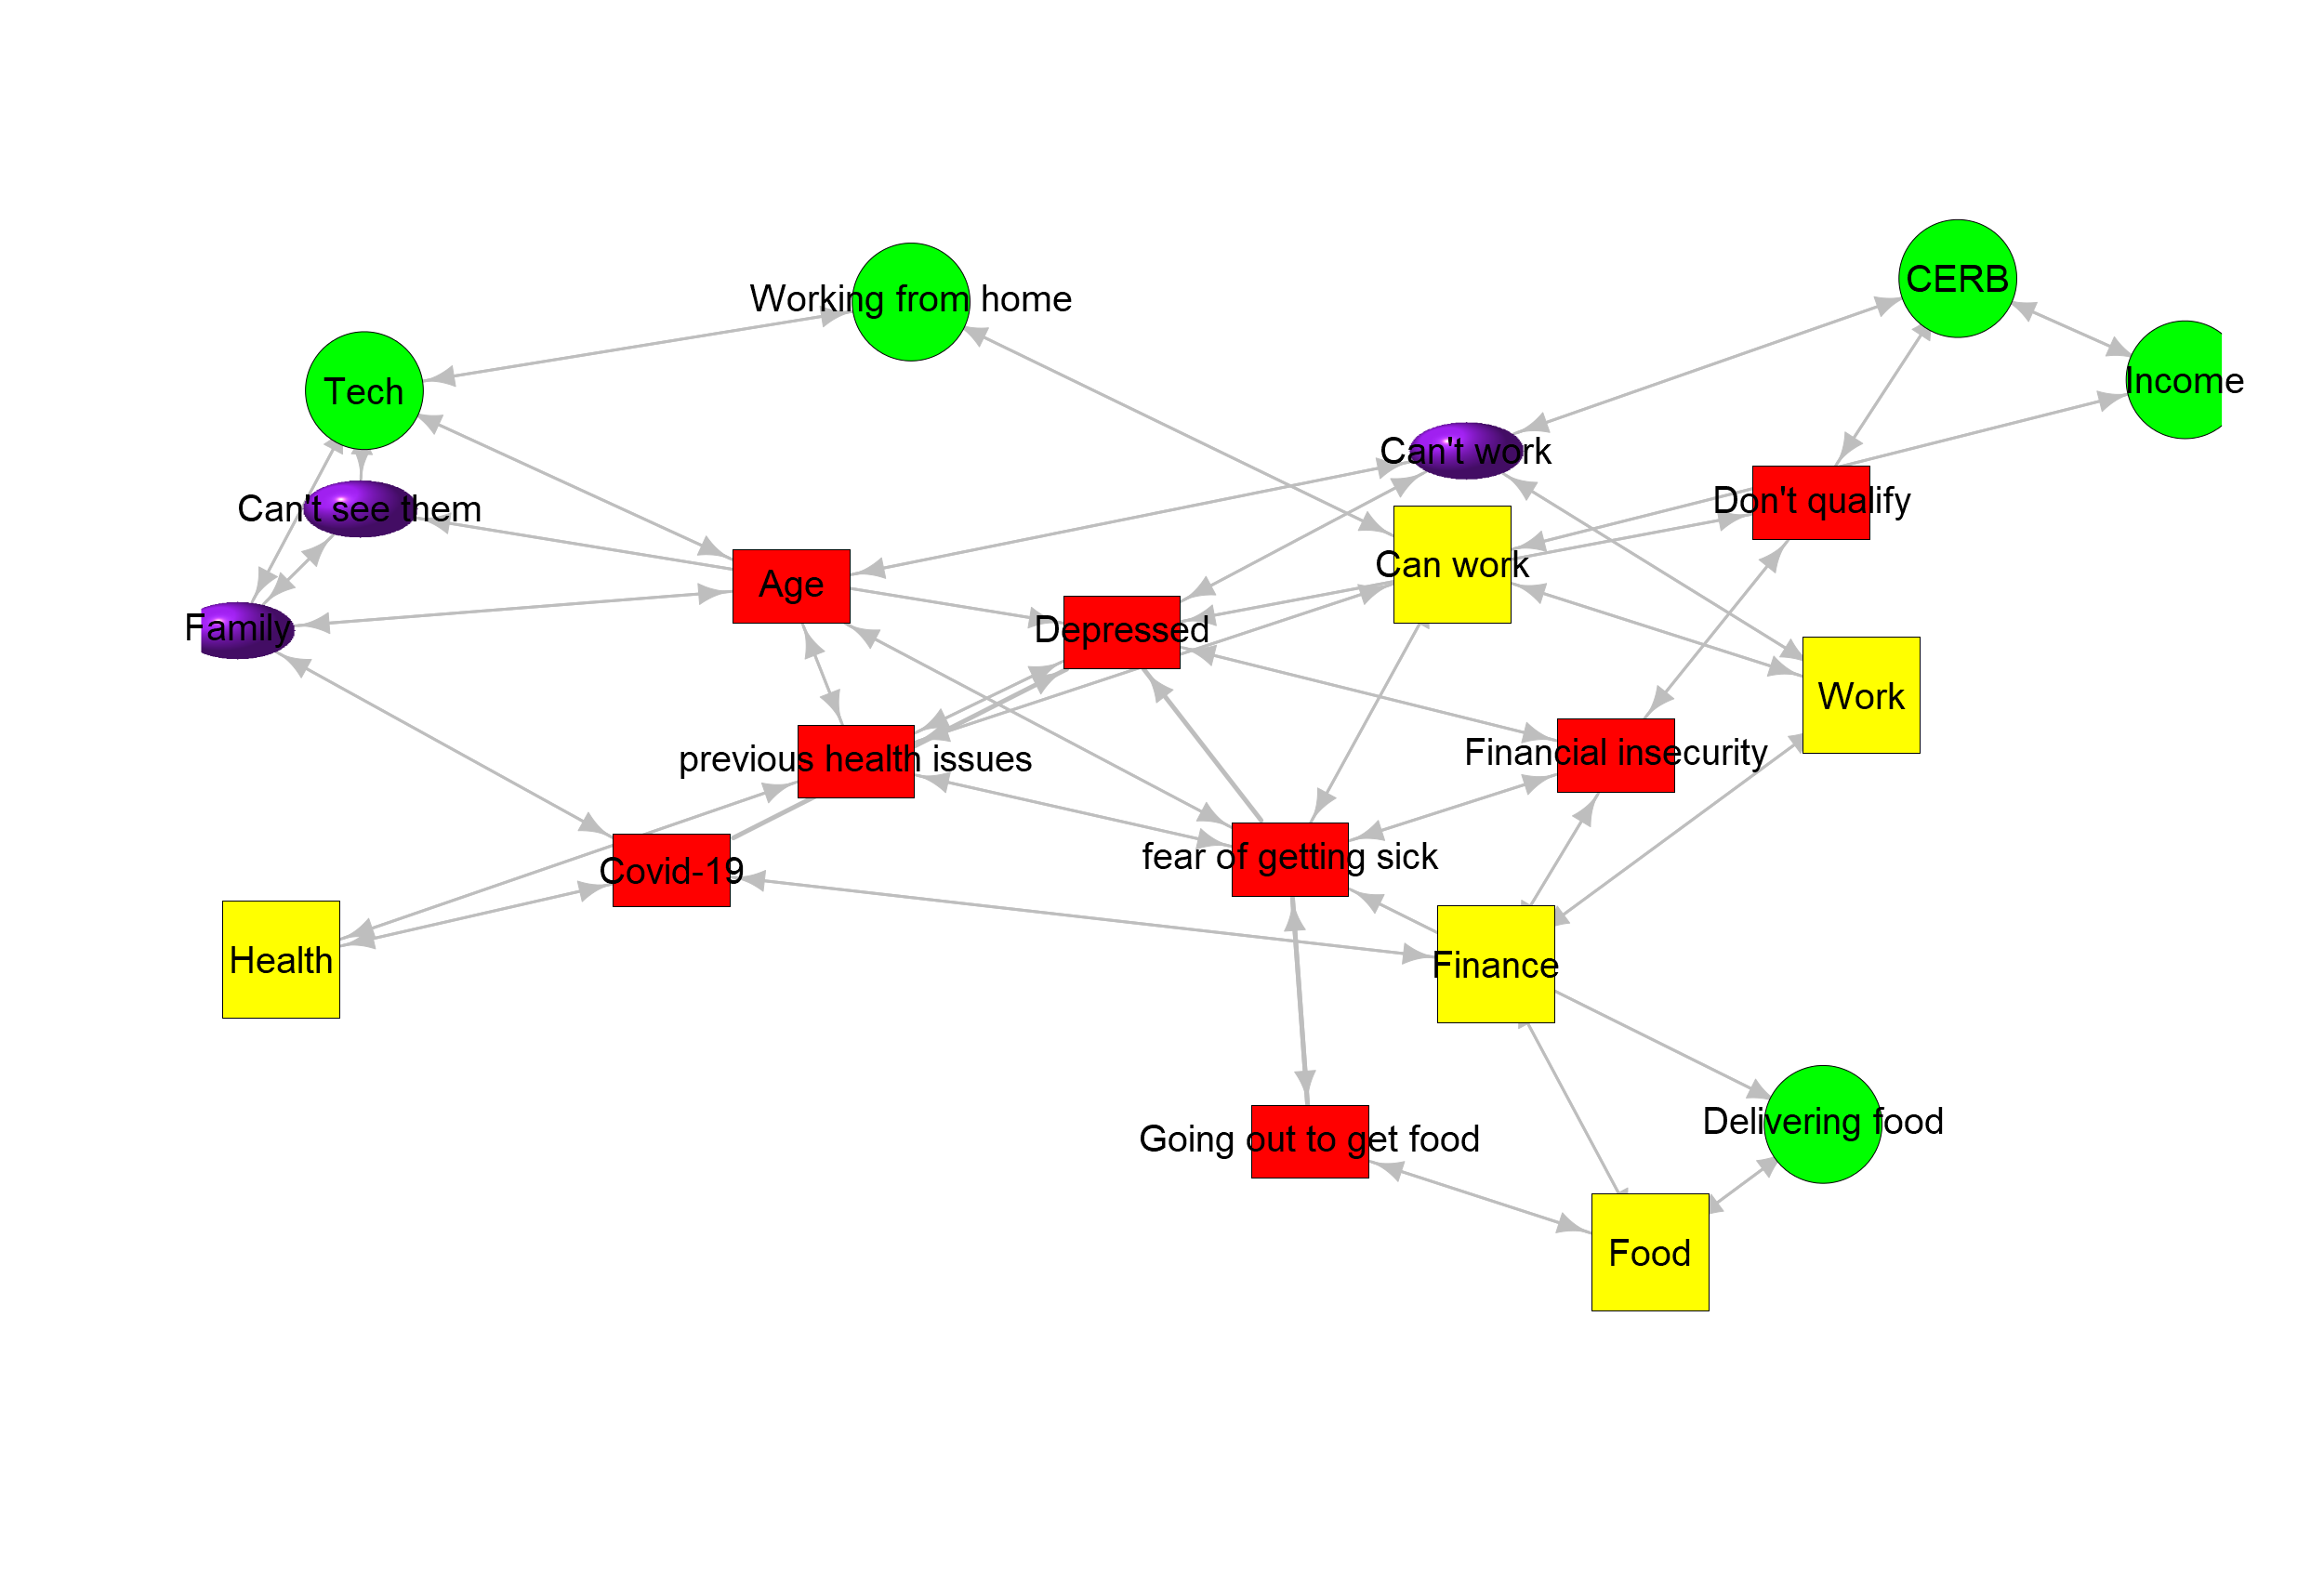 CERB
Working from home
Income
Tech
Can't work
Don't qualify
Can't see them
Can work
Age
Family
Depressed
Work
Financial insecurity
previous health issues
fear of getting sick
Covid-19
Health
Finance
Delivering food
Going out to get food
Food